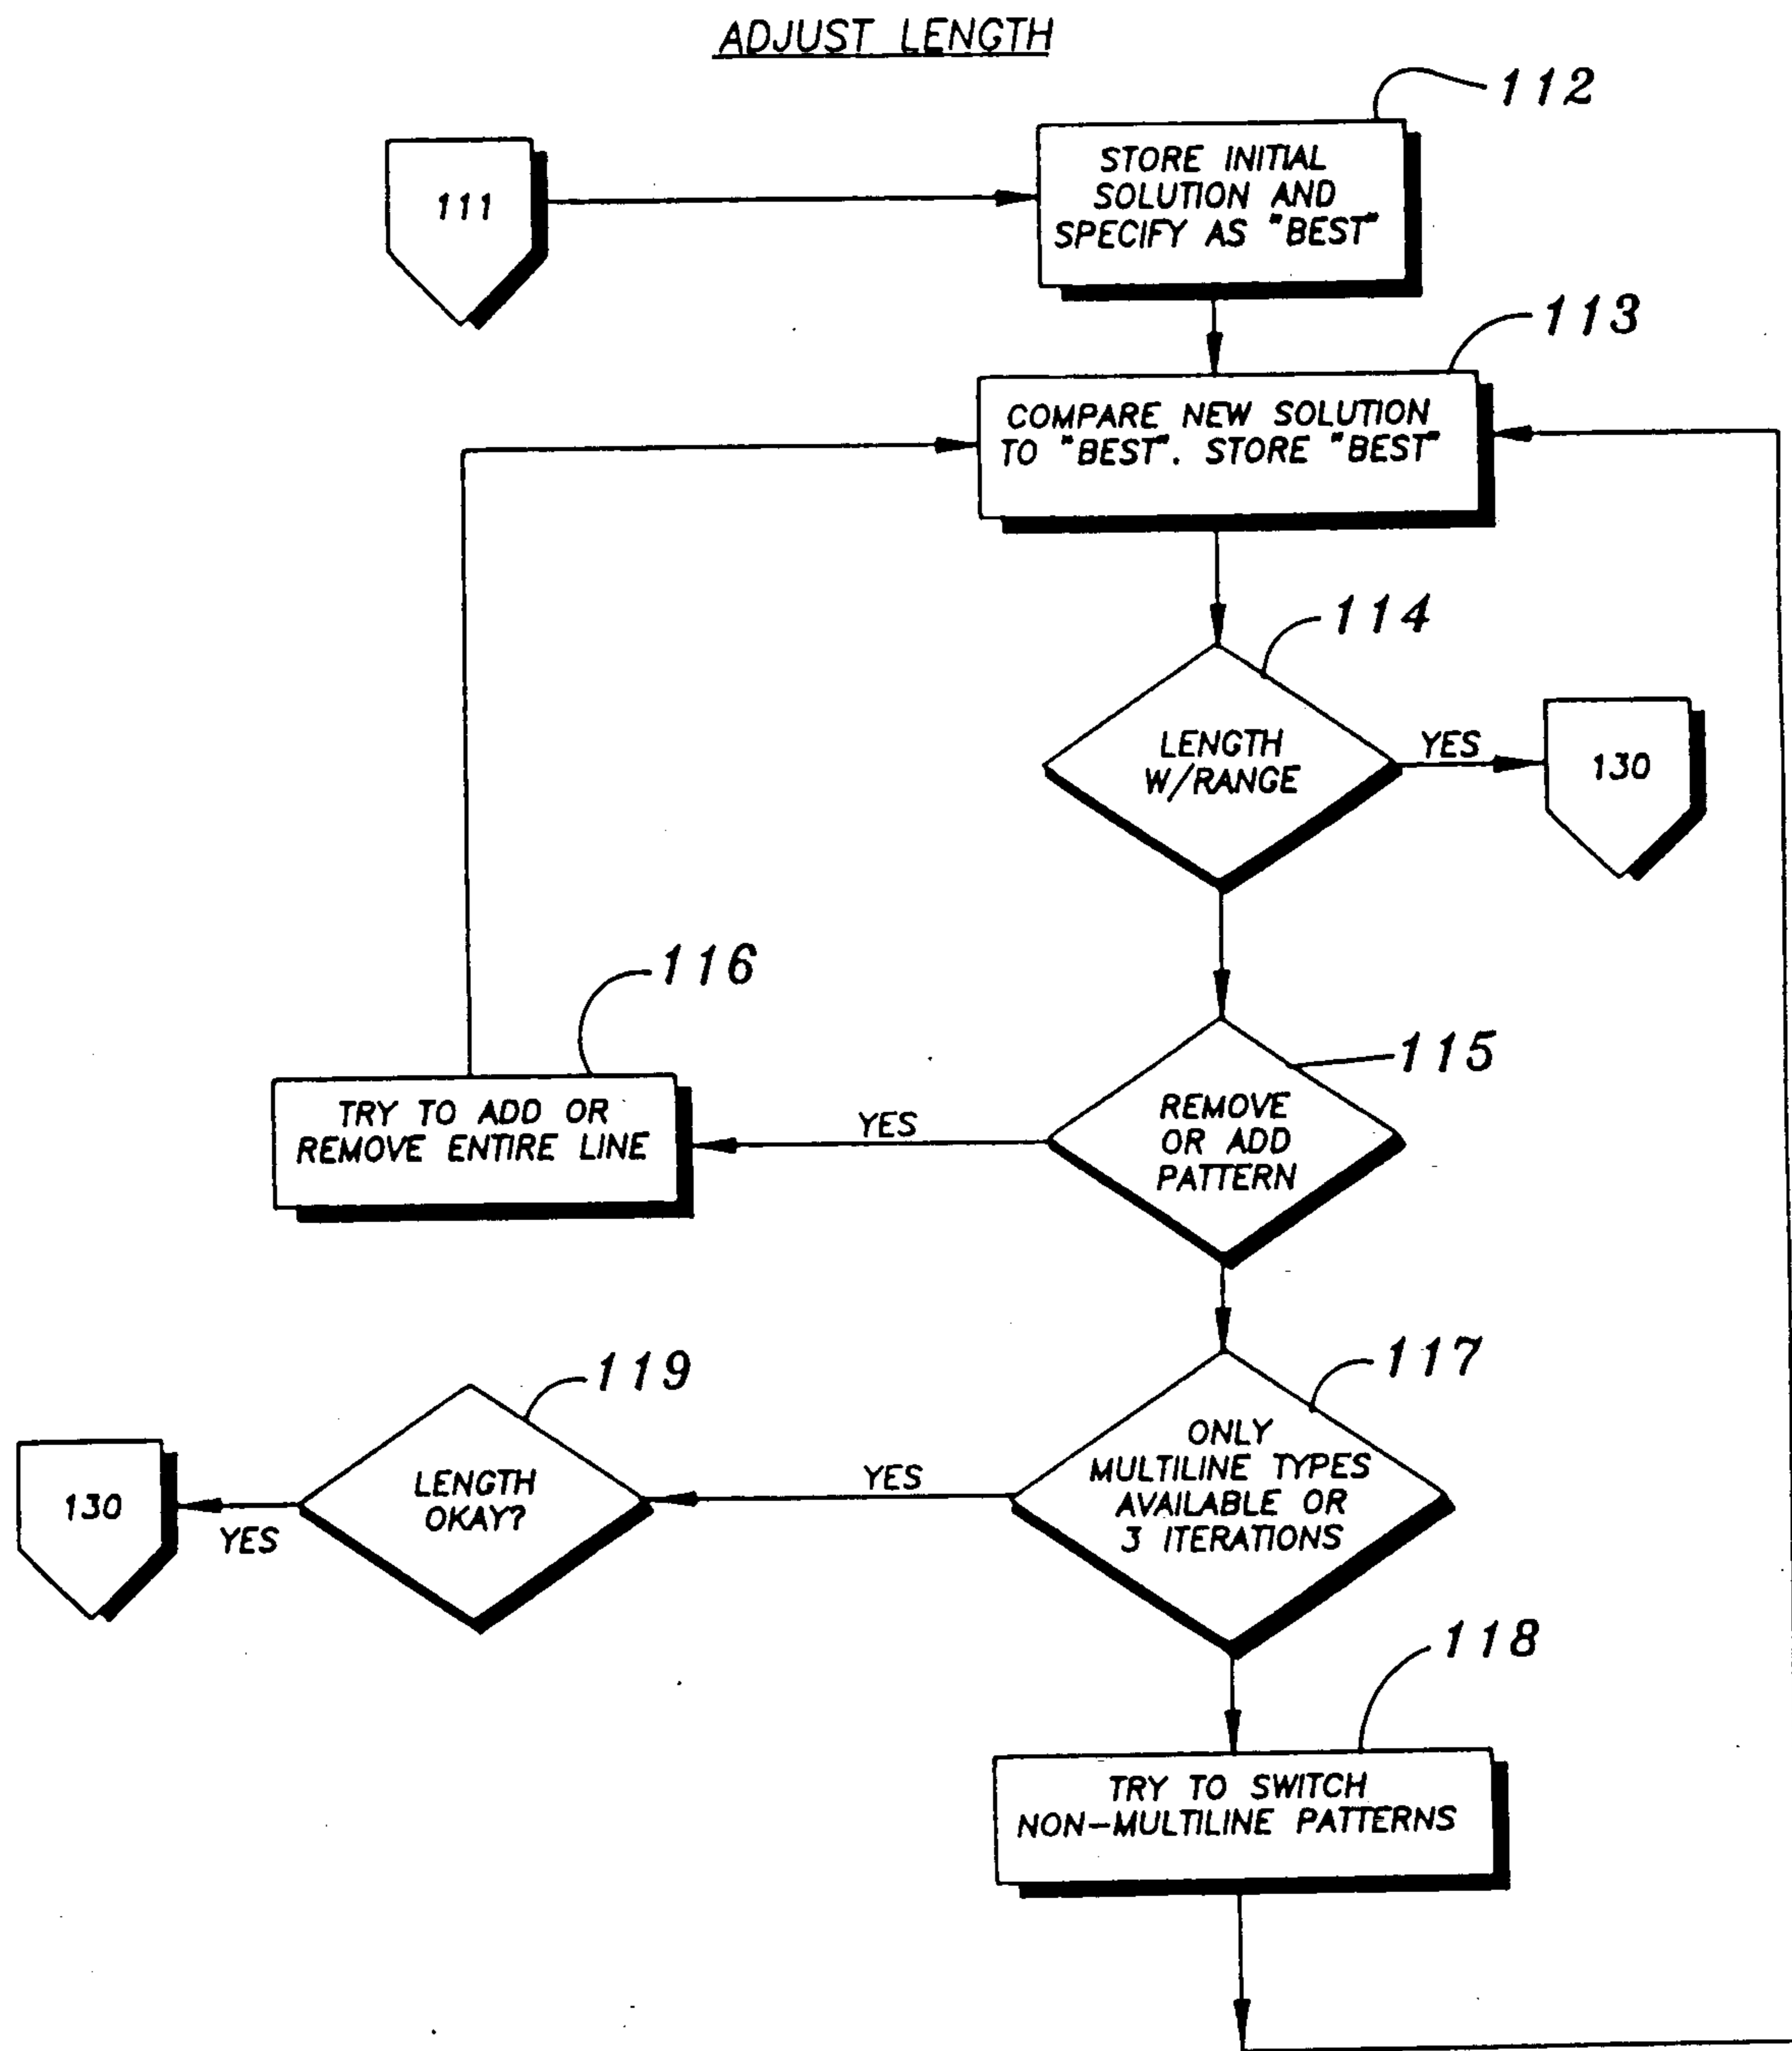 ADJUST LENGTH
112
111
STORE INITIAL
SOLUTION AND
SPECIFY AS "BEST"
113
COMPARE NEW SOLUTION
TO "BEST". STORE "BEST"
114
LENGTH
W/RANGE
YES
130
116
TRY TO ADD OR
REMOVE ENTIRE LINE
YES
115
REMOVE
OR ADD
PATTERN
119
LENGTH
OKAY?
YES
130
YES
117
ONLY
MULTILINE TYPES
AVAILABLE OR
3 ITERATIONS
118
TRY TO SWITCH
NON-MULTILINE PATTERNS